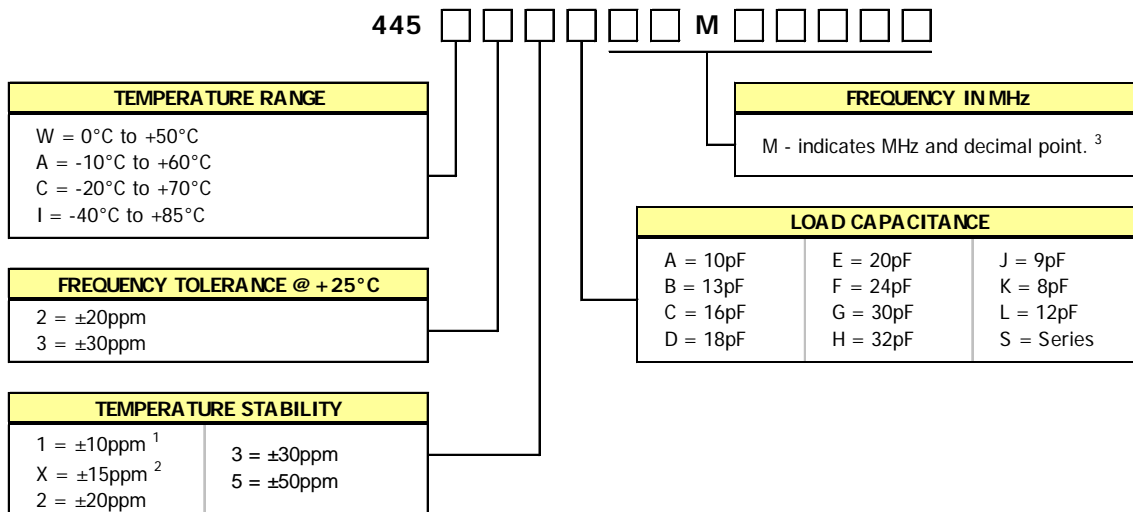 445 M
TEMPERATURE RANGE
W = 0°C to +50°C
A = -10°C to +60°C
C = -20°C to +70°C
I = -40°C to +85°C
FREQUENCY TOLERANCE @ +25°C
2 = ±20ppm
3 = ±30ppm
TEMPERATURE STABILITY
1 = ±10ppm 1
X = ±15ppm 2
2 = ±20ppm
3 = ±30ppm
5 = ±50ppm
FREQUENCY IN MHz
M - indicates MHz and decimal point. 3
LOAD CAPACITANCE
A = 10pF
B = 13pF
C = 16pF
D = 18pF
E = 20pF
F = 24pF
G = 30pF
H = 32pF
J = 9pF
K = 8pF
L = 12pF
S = Series